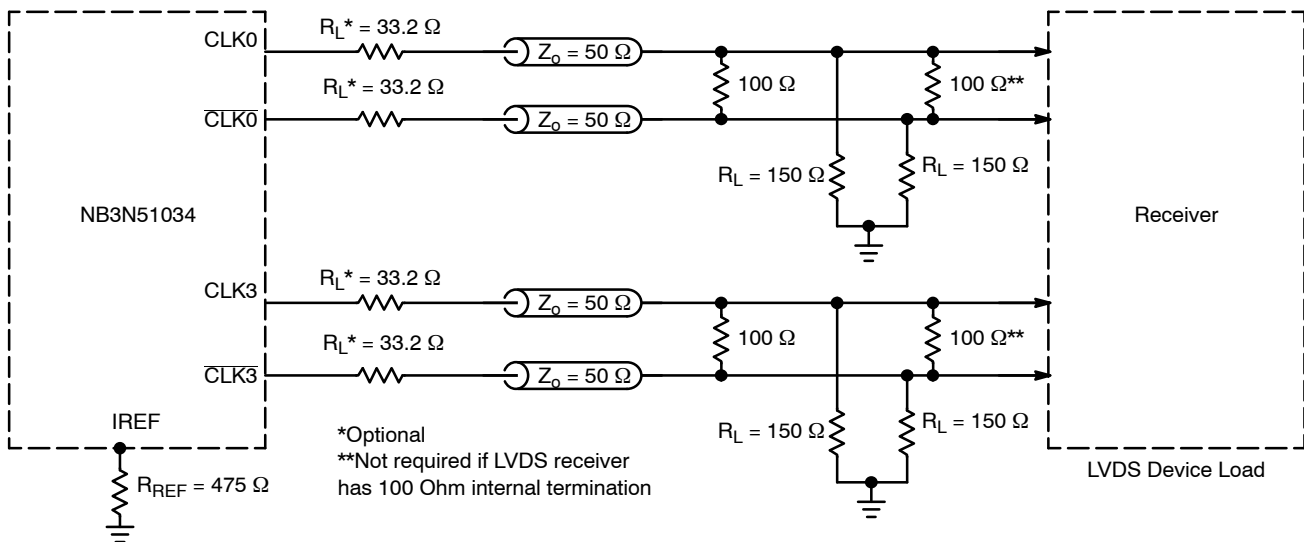 CLK0
R_L* = 33.2 Ω
Z_o = 50 Ω
100 Ω
100 Ω**
R_L* = 33.2 Ω
C̅L̅K̅0̅
Z_o = 50 Ω
R_L = 150 Ω
R_L = 150 Ω
NB3N51034
Receiver
CLK3
R_L* = 33.2 Ω
Z_o = 50 Ω
100 Ω
100 Ω**
R_L* = 33.2 Ω
C̅L̅K̅3̅
Z_o = 50 Ω
R_L = 150 Ω
R_L = 150 Ω
IREF
R_REF = 475 Ω
*Optional
**Not required if LVDS receiver
has 100 Ohm internal termination
LVDS Device Load